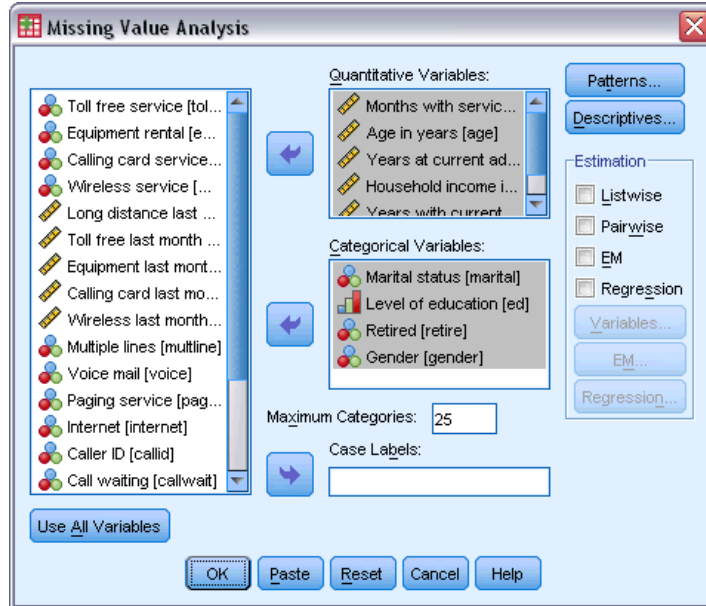 Missing Value Analysis
Toll free service [tol...
Equipment rental [e...
Calling card service...
Wireless service [...
Long distance last ...
Toll free last month ...
Equipment last mont...
Calling card last mo...
Wireless last month...
Multiple lines [multline]
Voice mail [voice]
Paging service [pag...
Internet [internet]
Caller ID [callid]
Call waiting [callwait]
Use All Variables
Quantitative Variables:
Months with servic...
Age in years [age]
Years at current ad...
Household income i...
Years with current ...
Categorical Variables:
Marital status [marital]
Level of education [ed]
Retired [retire]
Gender [gender]
Maximum Categories: 25
Case Labels:
Patterns...
Descriptives...
Estimation
Listwise
Pairwise
EM
Regression
Variables...
EM...
Regression...
OK
Paste
Reset
Cancel
Help